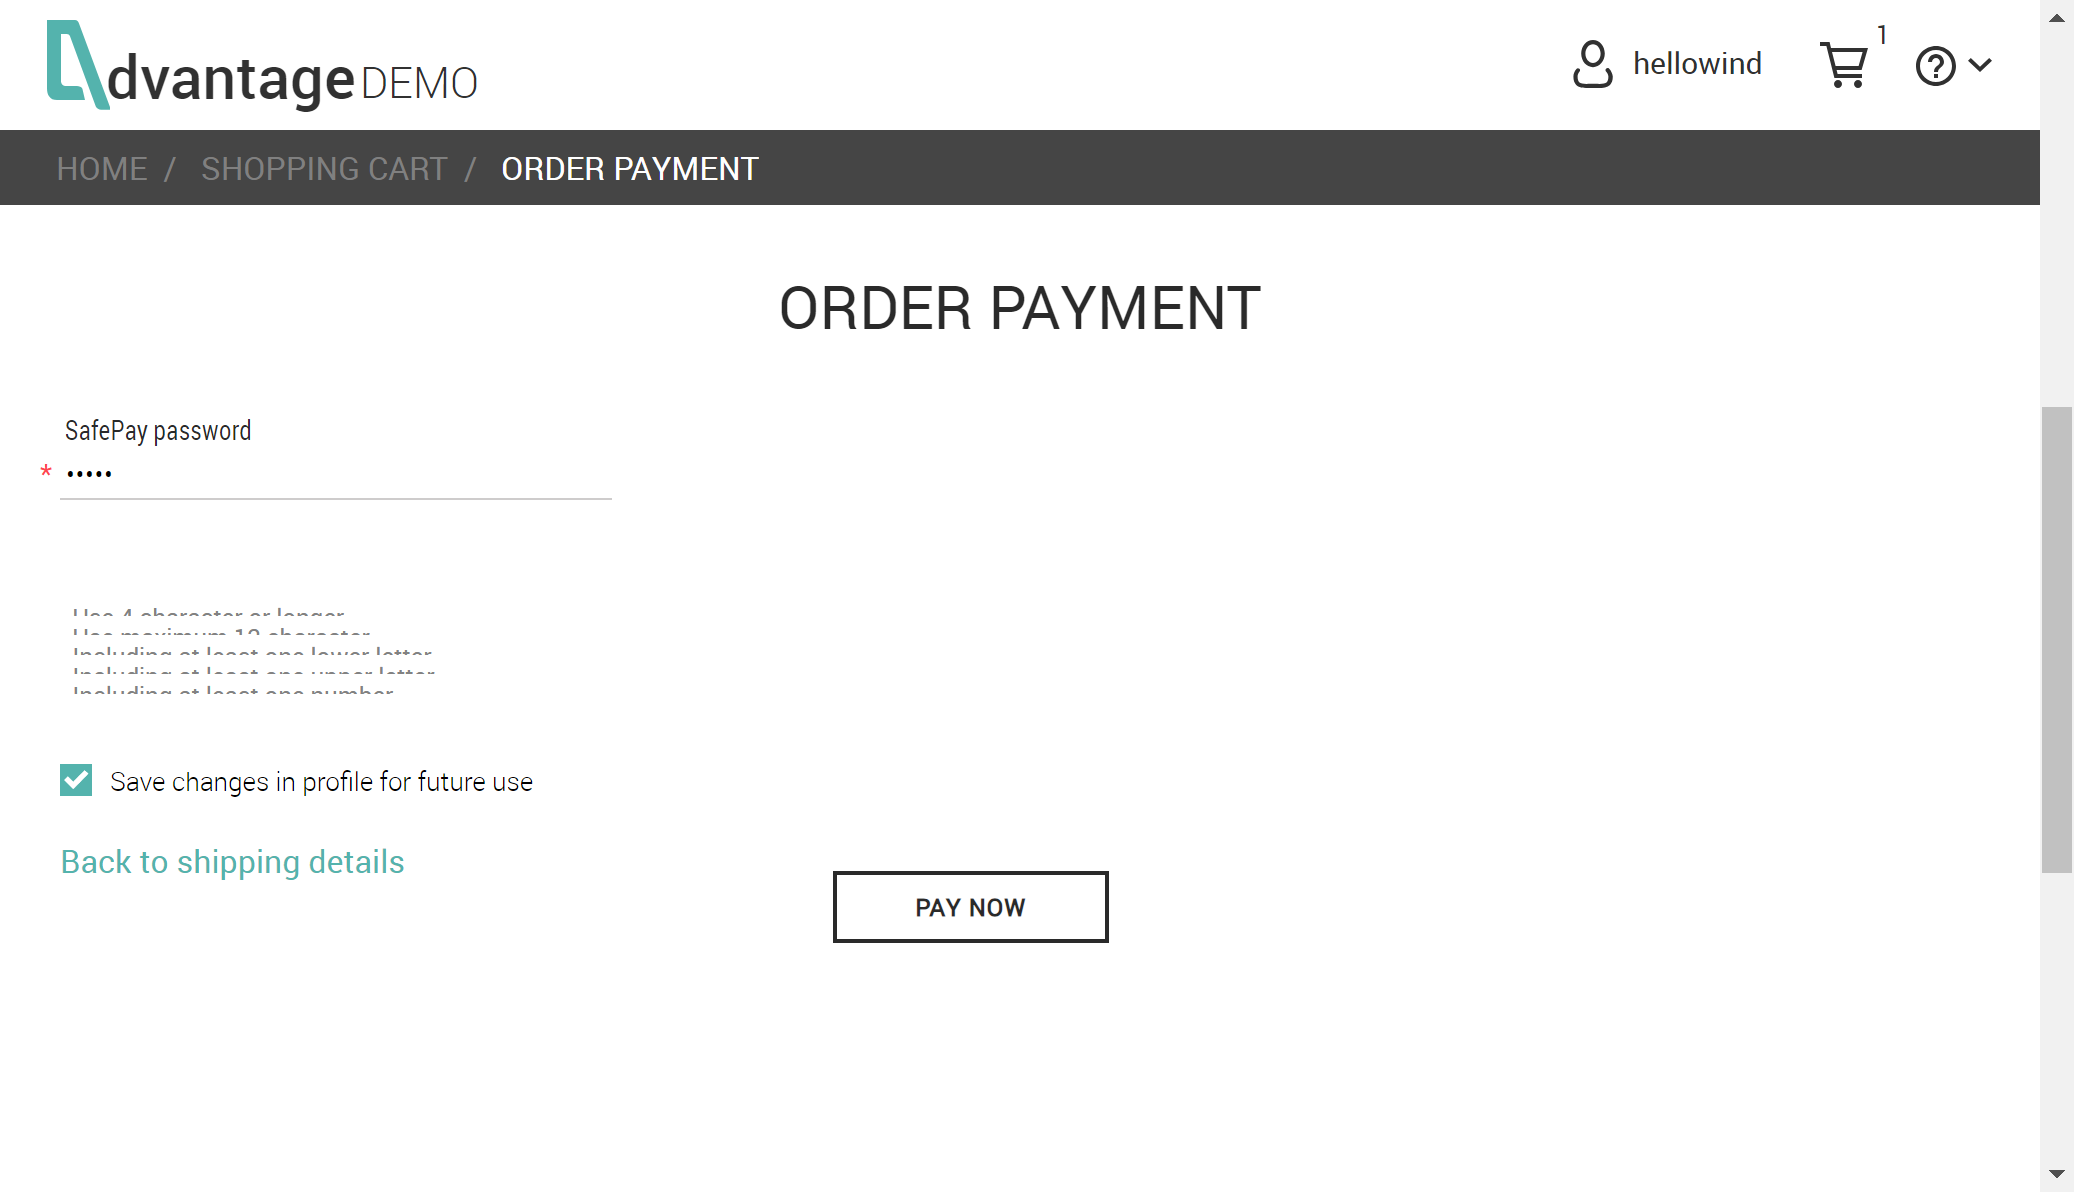 dvantage DEMO
hellowind
1
HOME / SHOPPING CART / ORDER PAYMENT
ORDER PAYMENT
SafePay password
* •••••
Use 4 character or longer
Use maximum 12 character
Including at least one lower letter
Including at least one upper letter
Including at least one number
Save changes in profile for future use
Back to shipping details
PAY NOW